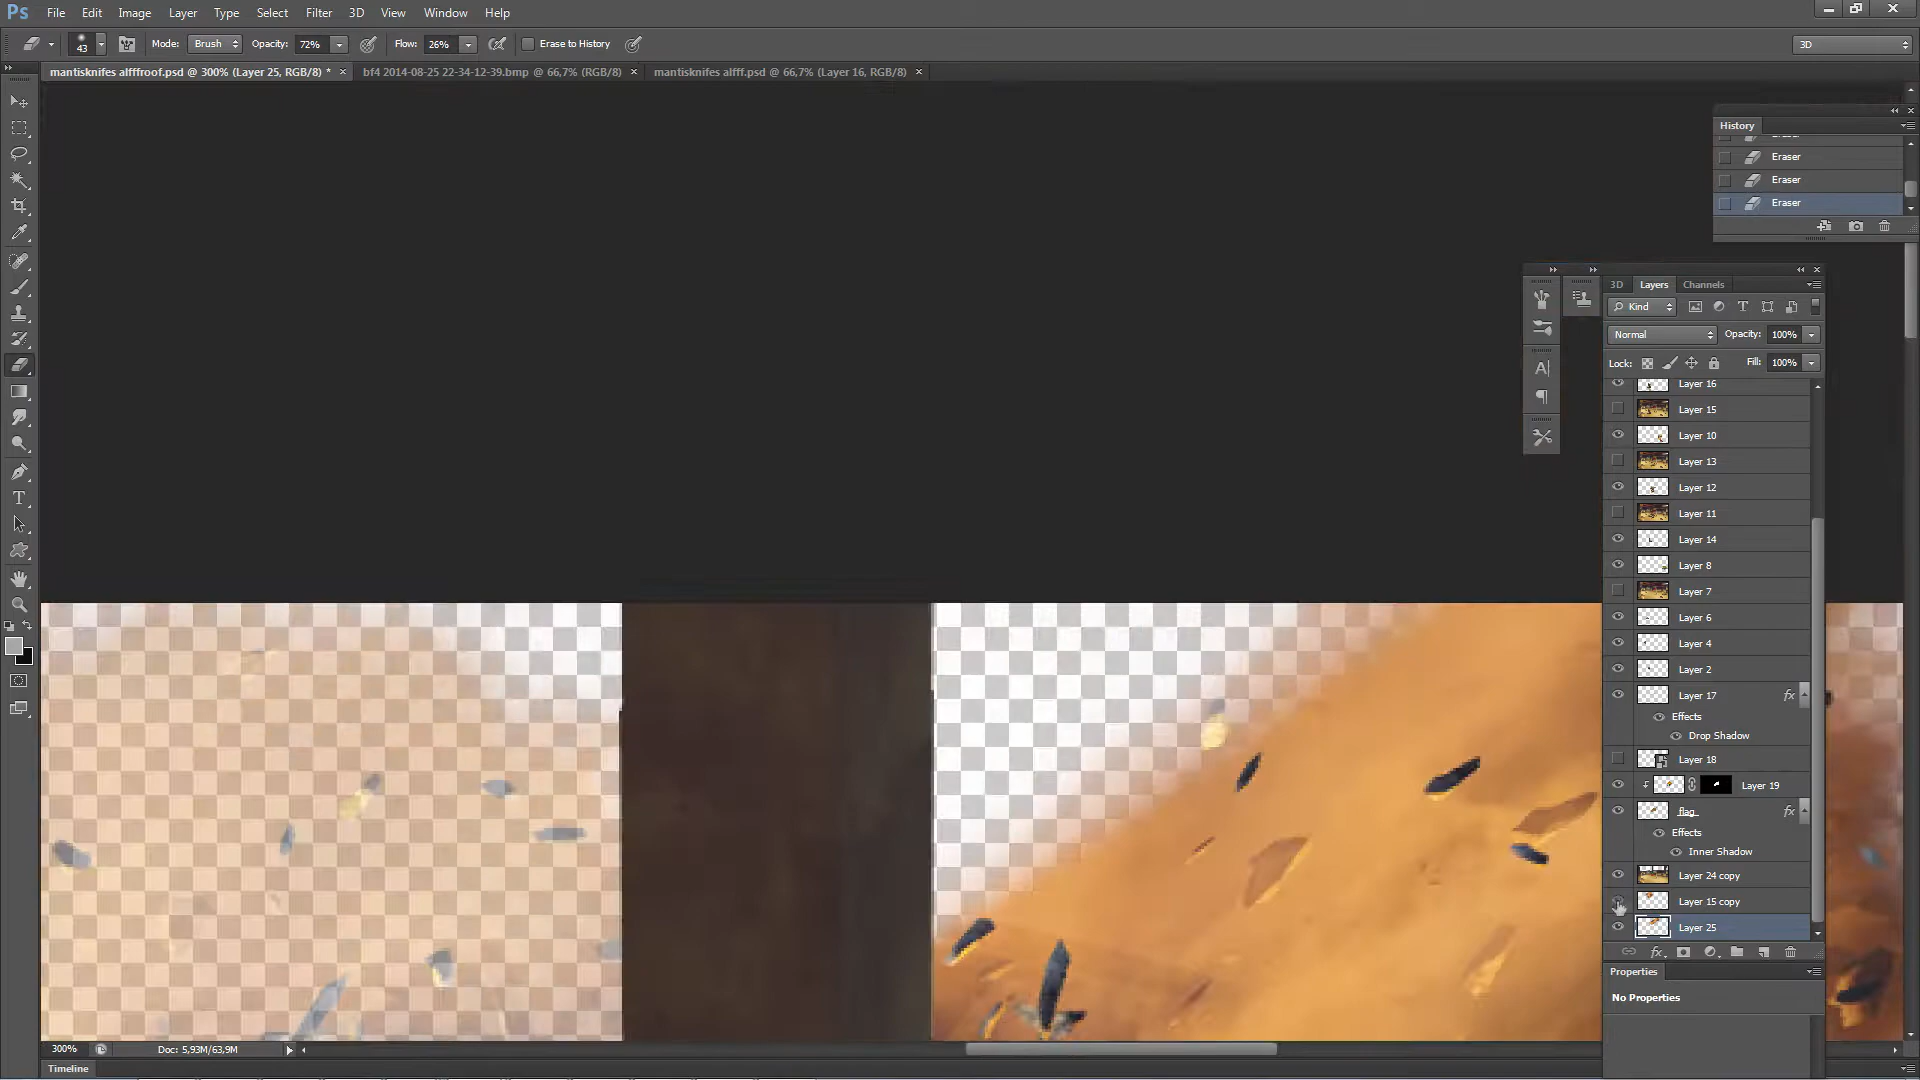 Ps File Edit Image Layer Type Select Filter 3D View Window Help
43 Mode: Brush Opacity: 72% Flow: 26% Erase to History 3D
mantisknifes alfffroof.psd @ 300% (Layer 25, RGB/8) * × bf4 2014-08-25 22-34-12-39.bmp @ 66,7% (RGB/8) × mantisknifes alfff.psd @ 66,7% (Layer 16, RGB/8) ×
History
Eraser
Eraser
Eraser
3D Layers Channels
Kind
Normal Opacity: 100%
Lock: Fill: 100%
Layer 16
Layer 15
Layer 10
Layer 13
Layer 12
Layer 11
Layer 14
Layer 8
Layer 7
Layer 6
Layer 4
Layer 2
Layer 17 fx
Effects
Drop Shadow
Layer 18
Layer 19
flag fx
Effects
Inner Shadow
Layer 24 copy
Layer 15 copy
Layer 25
fx
Properties
No Properties
300% Doc: 5,93M/63,9M
Timeline